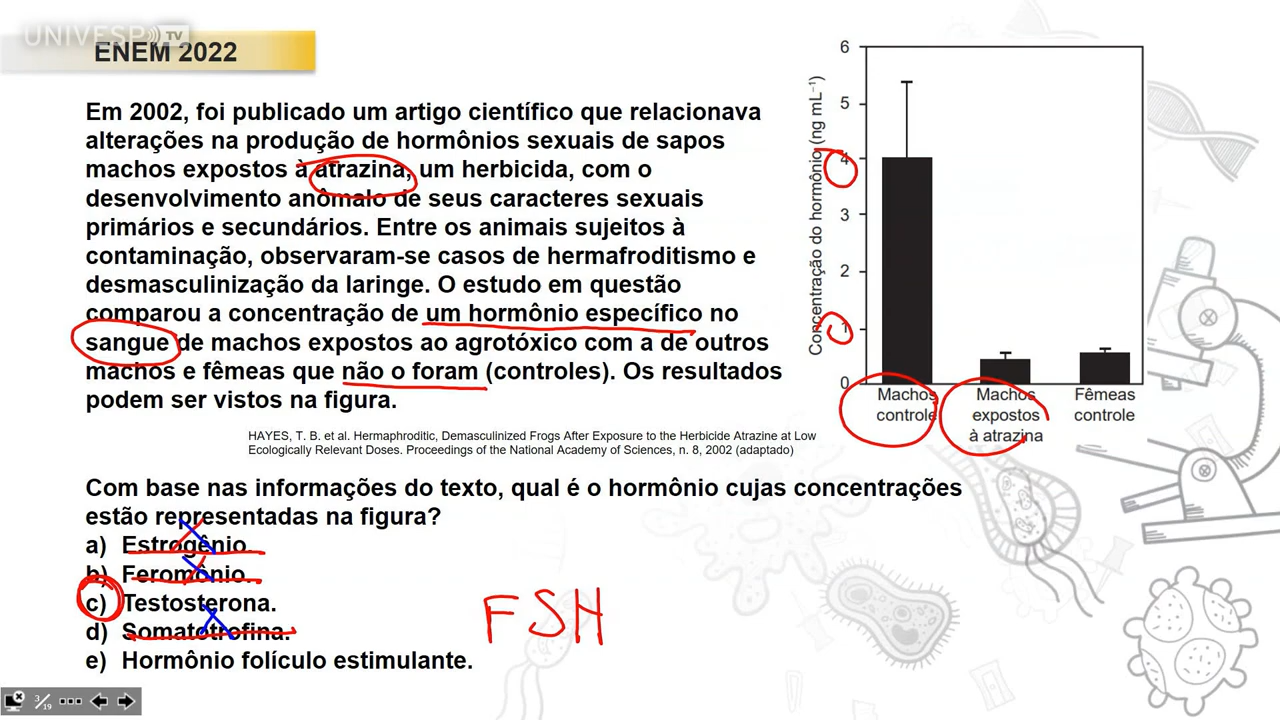 UNIVESP TV
ENEM 2022
Em 2002, foi publicado um artigo científico que relacionava
alterações na produção de hormônios sexuais de sapos
machos expostos à atrazina, um herbicida, com o
desenvolvimento anômalo de seus caracteres sexuais
primários e secundários. Entre os animais sujeitos à
contaminação, observaram-se casos de hermafroditismo e
desmasculinização da laringe. O estudo em questão
comparou a concentração de um hormônio específico no
sangue de machos expostos ao agrotóxico com a de outros
machos e fêmeas que não o foram (controles). Os resultados
podem ser vistos na figura.
HAYES, T. B. et al. Hermaphroditic, Demasculinized Frogs After Exposure to the Herbicide Atrazine at Low
Ecologically Relevant Doses. Proceedings of the National Academy of Sciences, n. 8, 2002 (adaptado)
Concentração do hormônio (ng mL⁻¹)
6
5
4
3
2
1
0
Machos
controle
Machos
expostos
à atrazina
Fêmeas
controle
Com base nas informações do texto, qual é o hormônio cujas concentrações
estão representadas na figura?
a) Estrogênio.
b) Feromônio.
c) Testosterona.
d) Somatotrofina.
e) Hormônio folículo estimulante.
FSH
3/19